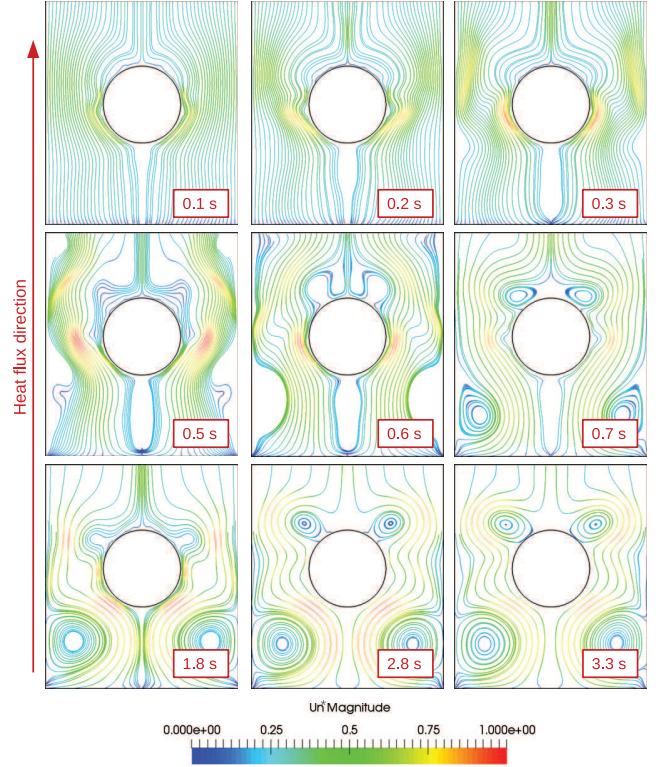 Heat flux direction
0.1 s
0.2 s
0.3 s
0.5 s
0.6 s
0.7 s
1.8 s
2.8 s
3.3 s
Magnitude
0.000e+00 0.25 0.5 0.75 1.000e+00